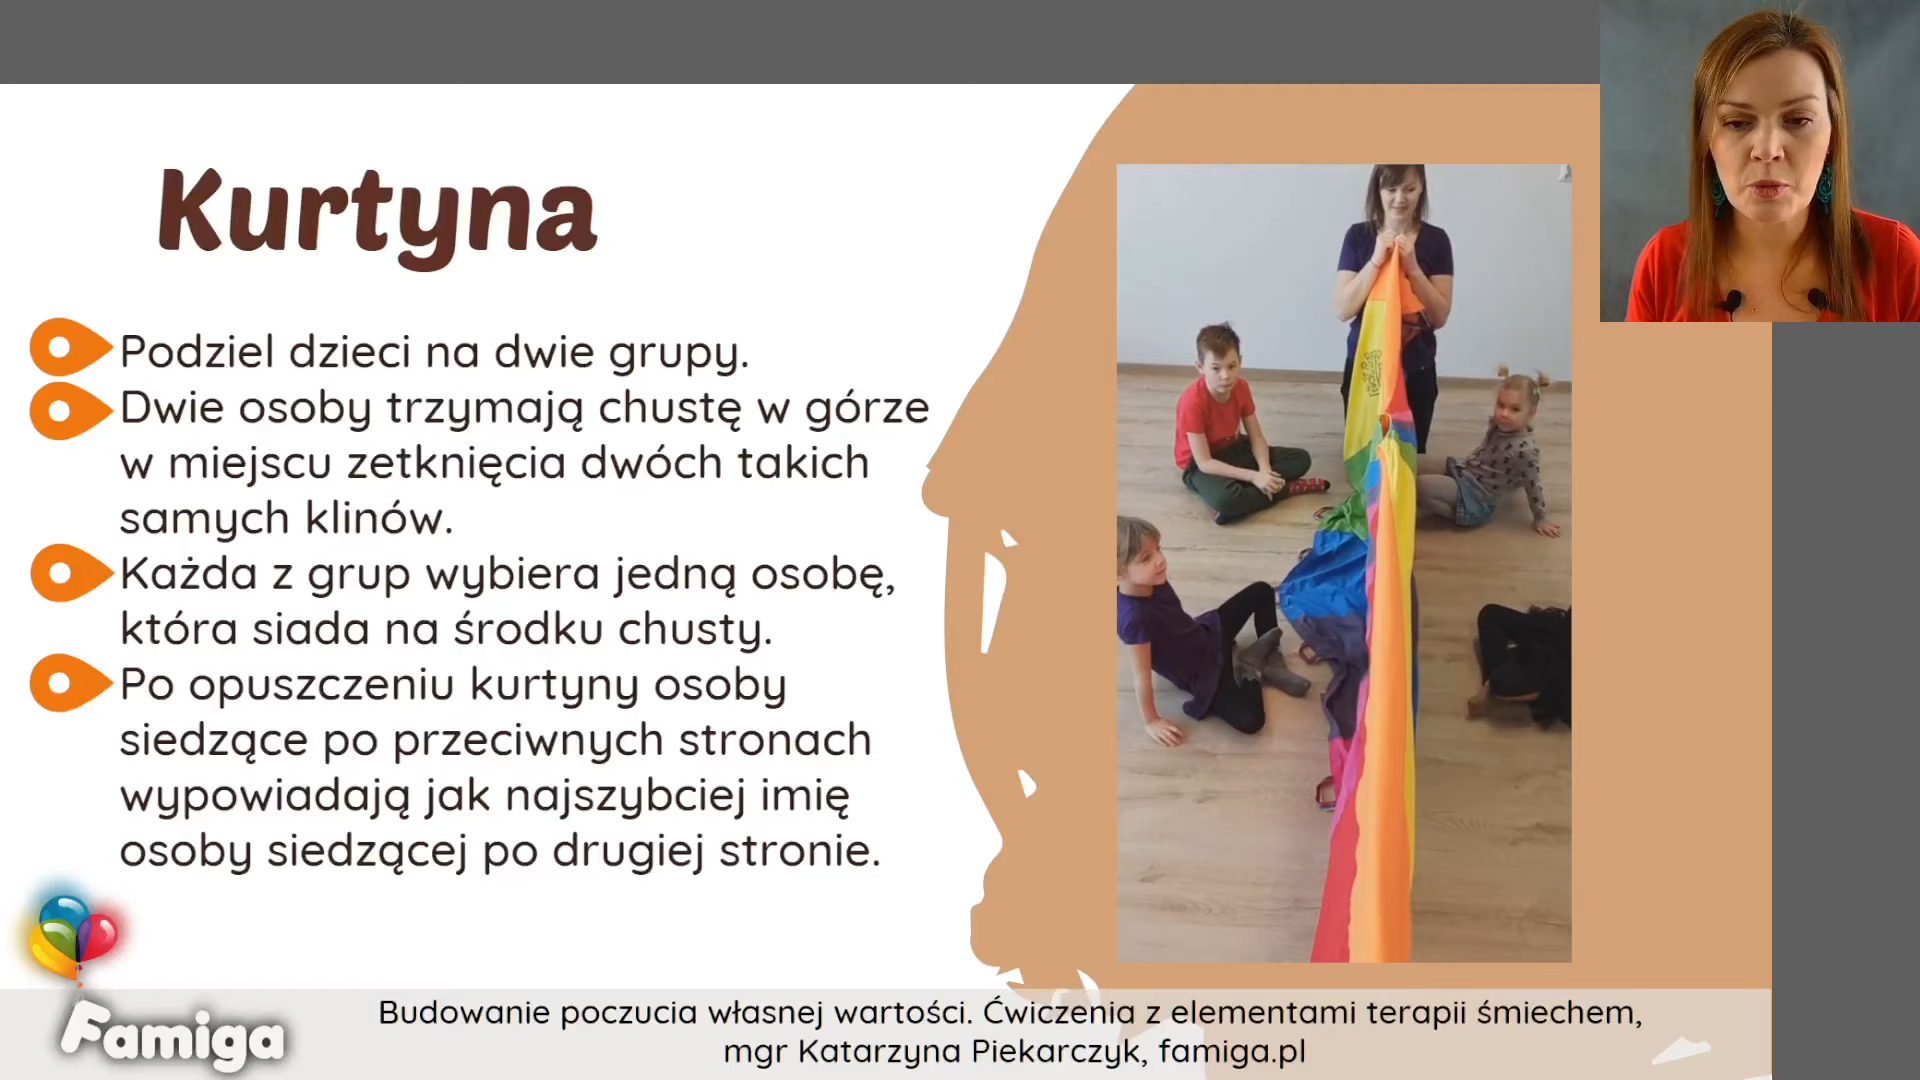 Kurtyna
Podziel dzieci na dwie grupy.
Dwie osoby trzymają chustę w górze
w miejscu zetknięcia dwóch takich
samych klinów.
Każda z grup wybiera jedną osobę,
która siada na środku chusty.
Po opuszczeniu kurtyny osoby
siedzące po przeciwnych stronach
wypowiadają jak najszybciej imię
osoby siedzącej po drugiej stronie.
Famiga
Budowanie poczucia własnej wartości. Ćwiczenia z elementami terapii śmiechem,
mgr Katarzyna Piekarczyk, famiga.pl